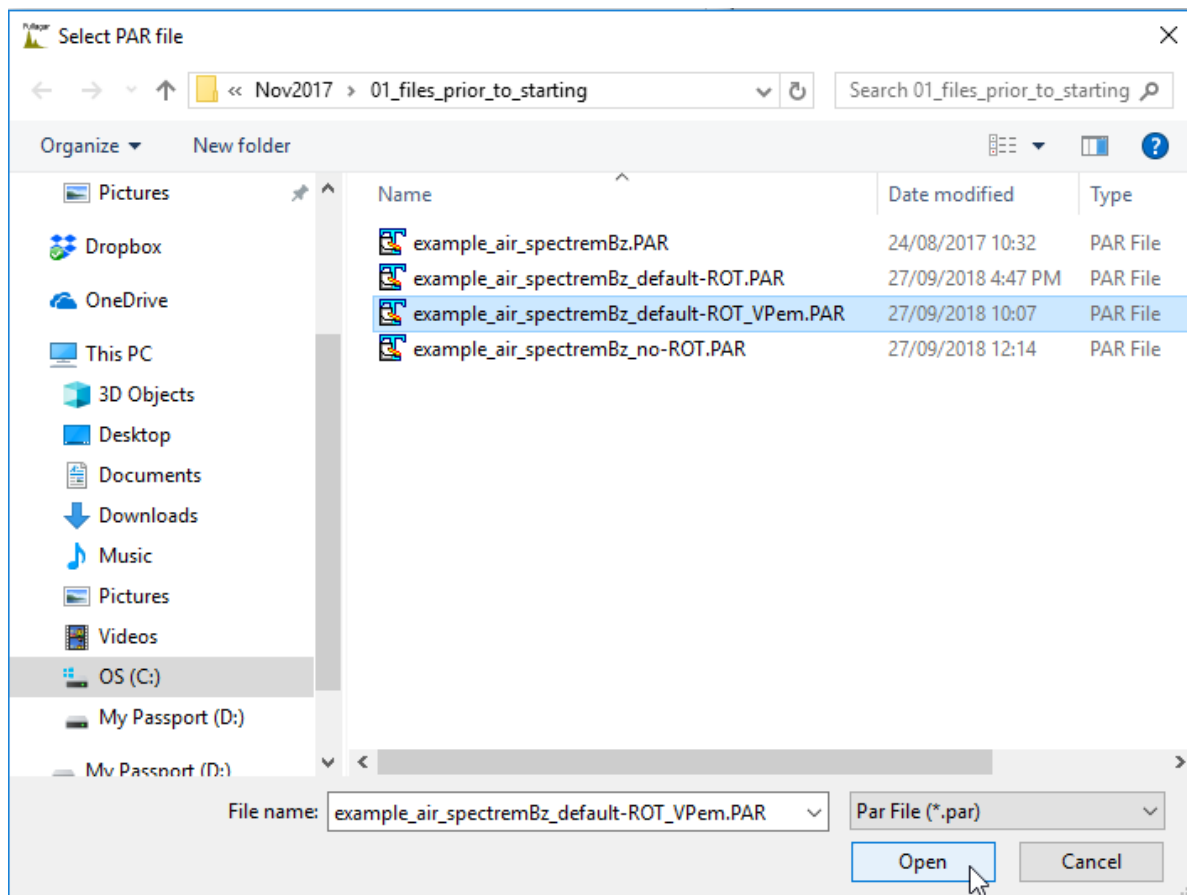 Select PAR file
« Nov2017 › 01_files_prior_to_starting
Search 01_files_prior_to_starting
Organize
New folder
Pictures
Dropbox
OneDrive
This PC
3D Objects
Desktop
Documents
Downloads
Music
Pictures
Videos
OS (C:)
My Passport (D:)
My Passport (D:)
Name Date modified Type
example_air_spectremBz.PAR 24/08/2017 10:32 PAR File
example_air_spectremBz_default-ROT.PAR 27/09/2018 4:47 PM PAR File
example_air_spectremBz_default-ROT_VPem.PAR 27/09/2018 10:07 PAR File
example_air_spectremBz_no-ROT.PAR 27/09/2018 12:14 PAR File
File name: example_air_spectremBz_default-ROT_VPem.PAR
Par File (*.par)
Open
Cancel